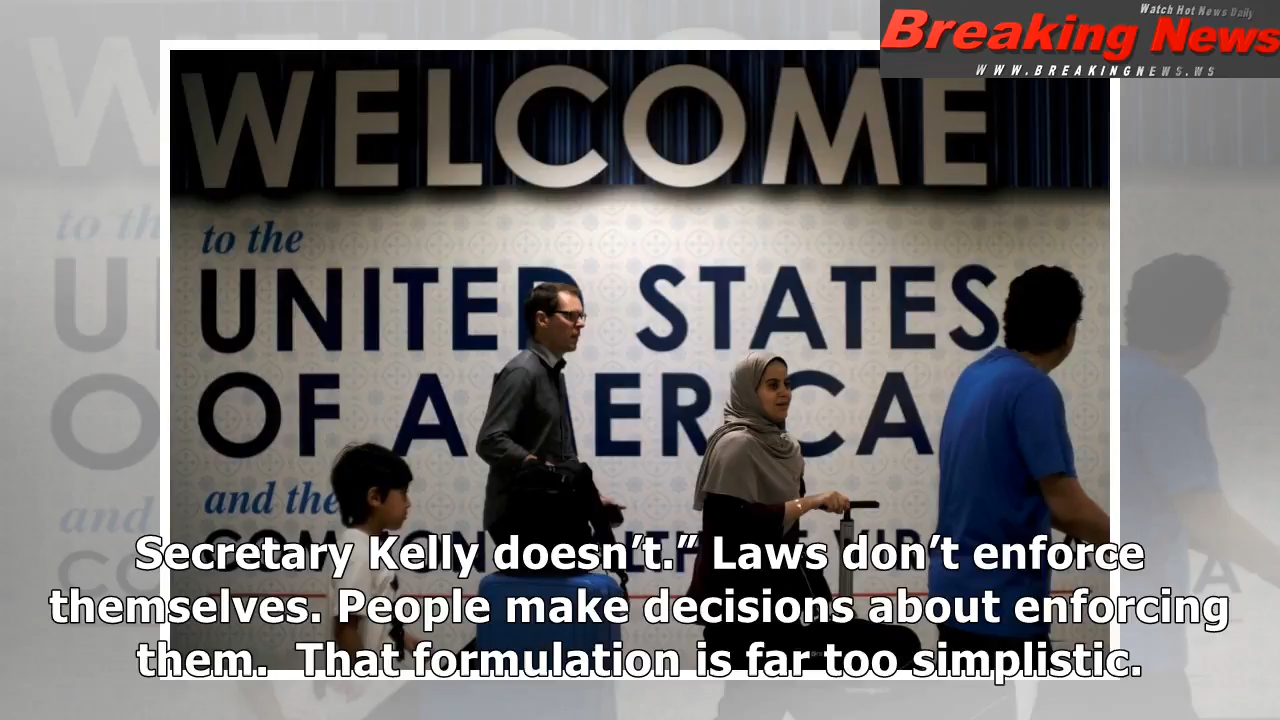 Watch Hot News Daily
Breaking News
WWW.BREAKINGNEWS.WS
WELCOME
to the
UNITED STATES
OF AMERICA
and the
Secretary Kelly doesn’t.” Laws don’t enforce
themselves. People make decisions about enforcing
them. That formulation is far too simplistic.